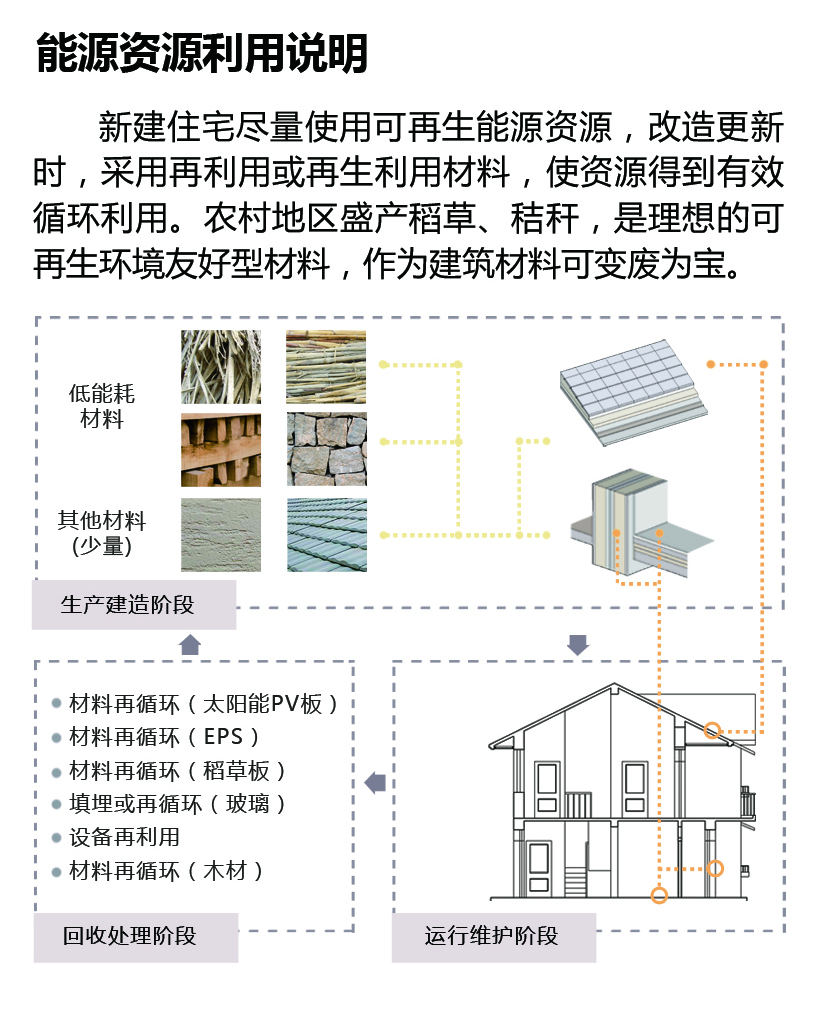 能源资源利用说明
新建住宅尽量使用可再生能源资源，改造更新
时，采用再利用或再生利用材料，使资源得到有效
循环利用。农村地区盛产稻草、秸秆，是理想的可
再生环境友好型材料，作为建筑材料可变废为宝。
低能耗
材料
其他材料
(少量)
生产建造阶段
材料再循环（太阳能PV板）
材料再循环（EPS）
材料再循环（稻草板）
填埋或再循环（玻璃）
设备再利用
材料再循环（木材）
回收处理阶段
运行维护阶段